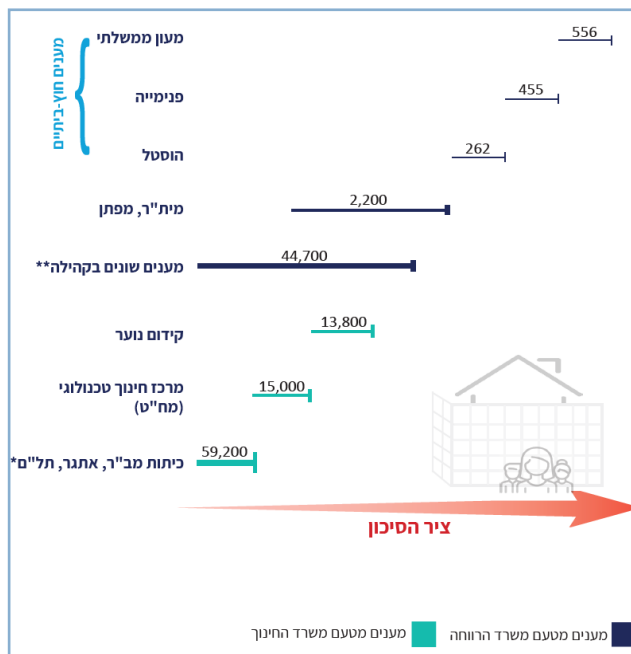 מענים חוץ-ביתיים
מעון ממשלתי
556
פנימייה
455
הוסטל
262
מית"ר, מפתן
2,200
מענים שונים בקהילה**
44,700
קידום נוער
13,800
מרכז חינוך טכנולוגי
(מח"ט)
15,000
כיתות מב"ר, אתגר, תל"ם*
59,200
ציר הסיכון
מענים מטעם משרד הרווחה
מענים מטעם משרד החינוך